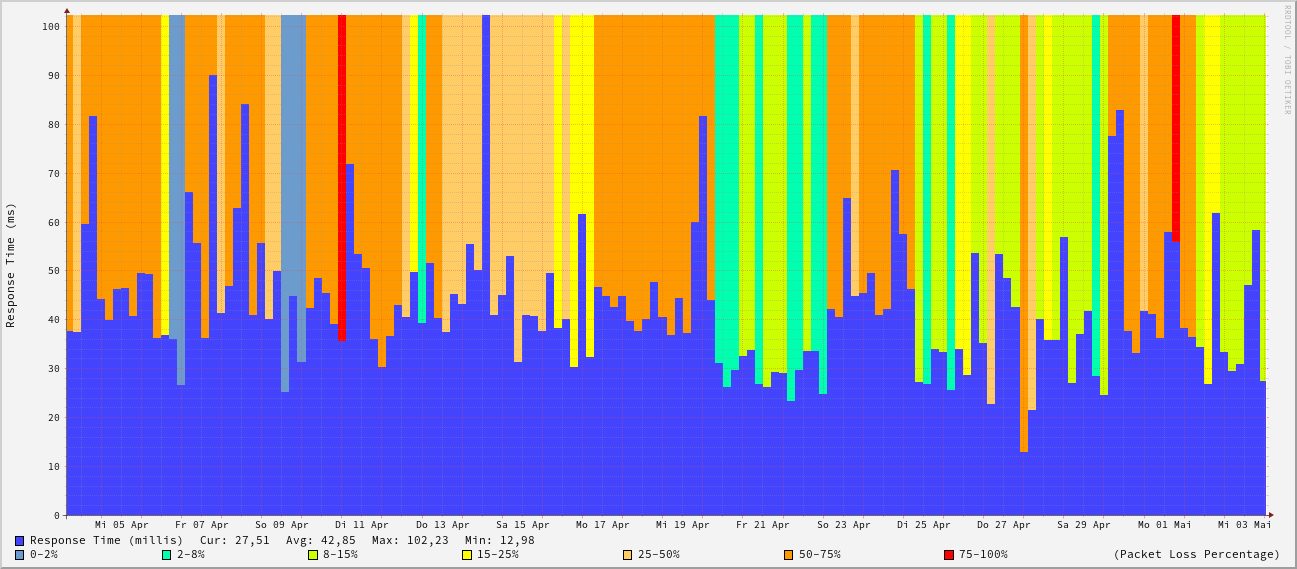 RRDTOOL / TOBI OETIKER
Response Time (ms)
100
90
80
70
60
50
40
30
20
10
0
Mi 05 Apr Fr 07 Apr So 09 Apr Di 11 Apr Do 13 Apr Sa 15 Apr Mo 17 Apr Mi 19 Apr Fr 21 Apr So 23 Apr Di 25 Apr Do 27 Apr Sa 29 Apr Mo 01 Mai Mi 03 Mai
Response Time (millis) Cur: 27,51 Avg: 42,85 Max: 102,23 Min: 12,98
0-2% 2-8% 8-15% 15-25% 25-50% 50-75% 75-100% (Packet Loss Percentage)